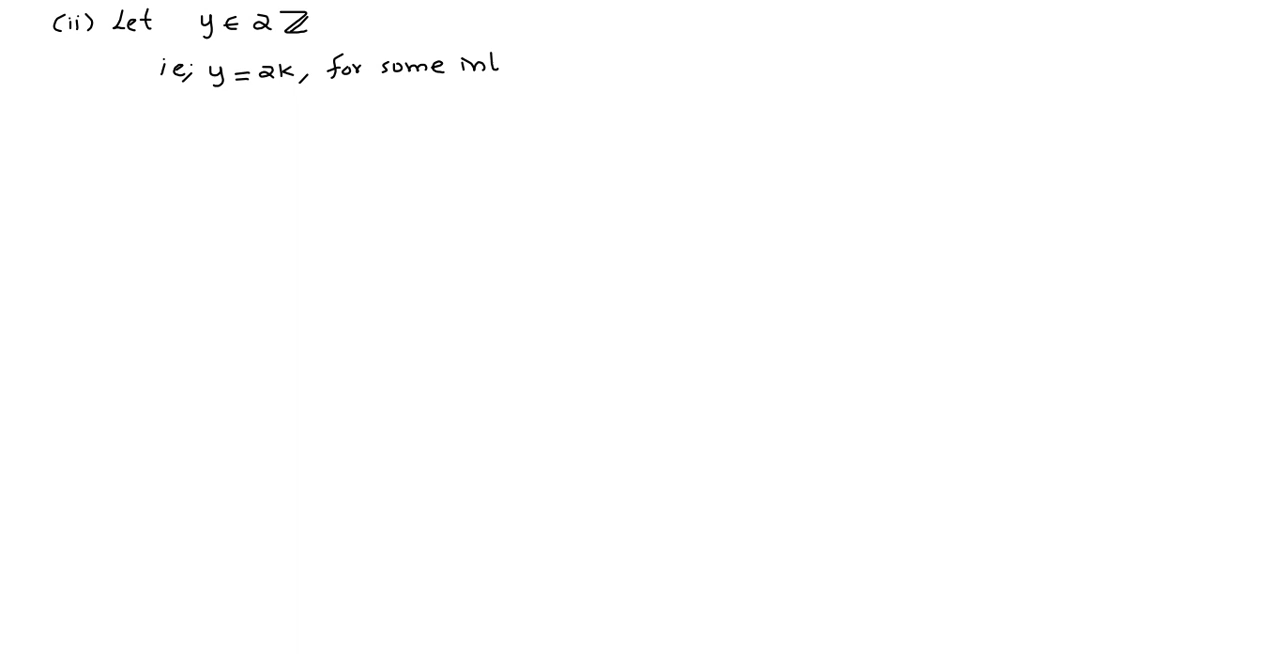 (ii) Let y ∈ 2ℤ
ie; y = 2k, for some int